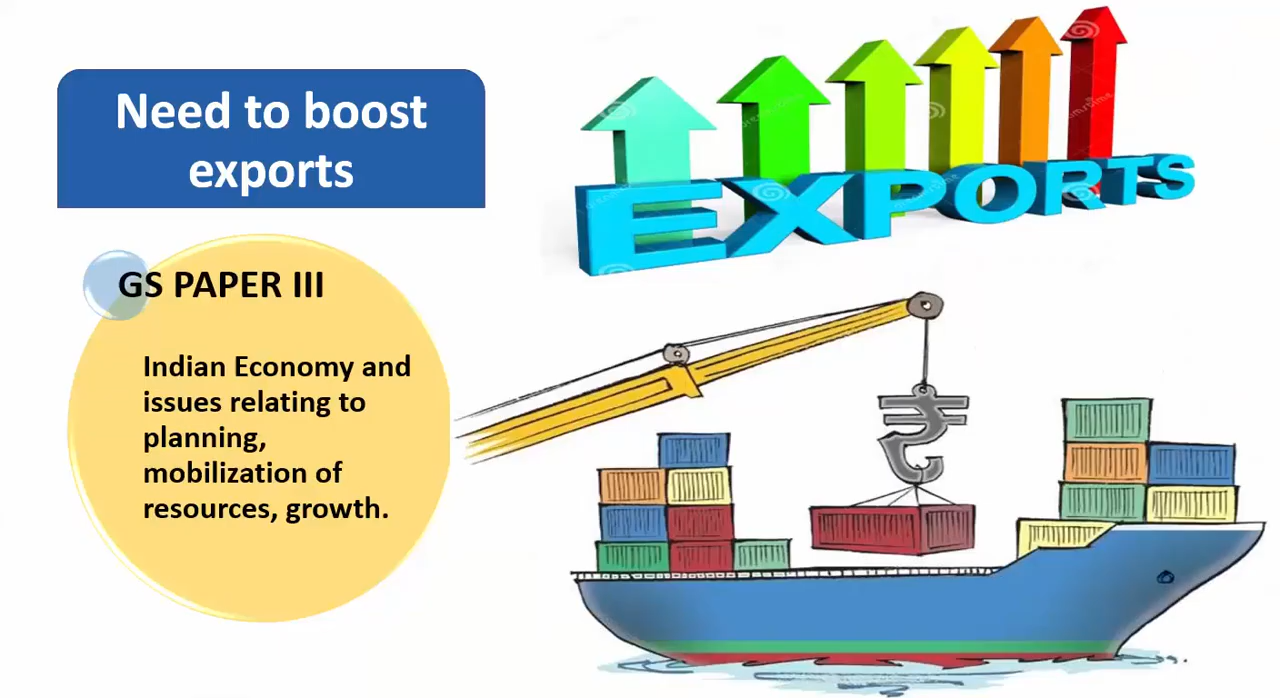 Need to boost
exports
EXPORTS
GS PAPER III
Indian Economy and
issues relating to
planning,
mobilization of
resources, growth.
₹